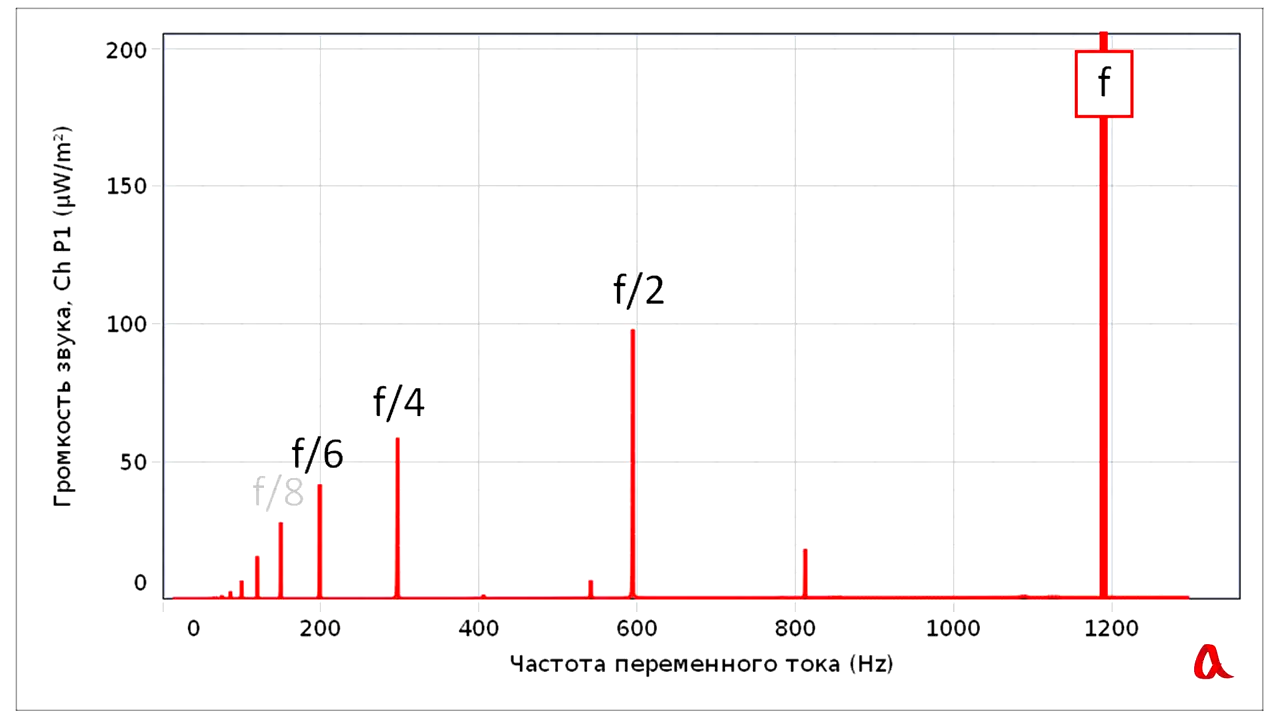 200
f
150
f/2
100
f/4
f/6
50
f/8
0
Громкость звука, Ch P1 (μW/m²)
0 200 400 600 800 1000 1200
Частота переменного тока (Hz)
a